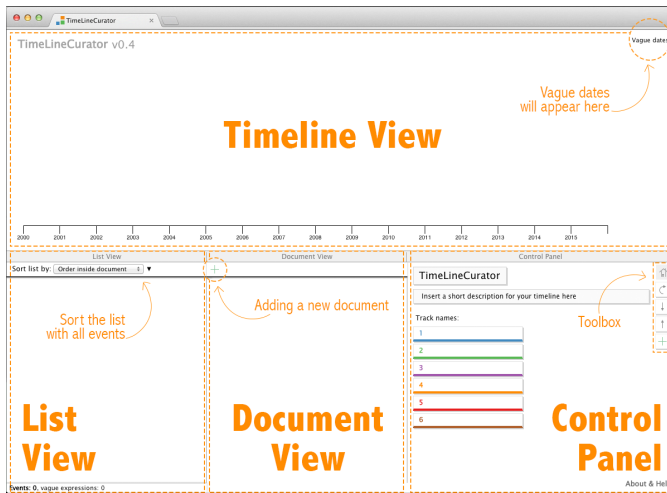 TimeLineCurator
TimeLineCurator v0.4
Vague dates
Vague dates
will appear here
Timeline View
2000 2001 2002 2003 2004 2005 2006 2007 2008 2009 2010 2011 2012 2013 2014 2015
List View
Document View
Control Panel
Sort list by: Order inside document
TimeLineCurator
Insert a short description for your timeline here
Adding a new document
Sort the list
with all events
Track names:
Toolbox
1
2
3
4
5
6
List
View
Document
View
Control
Panel
About & Hel
Events: 0, vague expressions: 0